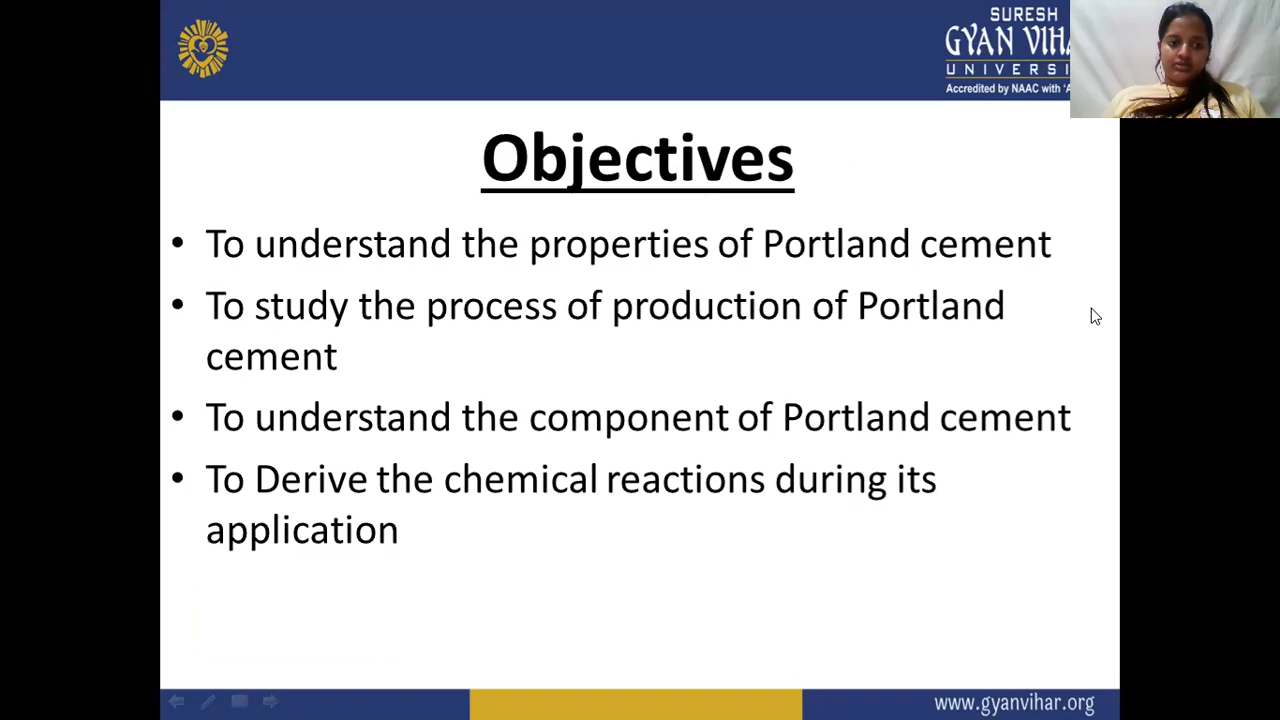 SURESH
GYAN VIHA
UNIVERSI
Accredited by NAAC with 'A
Objectives
• To understand the properties of Portland cement
• To study the process of production of Portland
cement
• To understand the component of Portland cement
• To Derive the chemical reactions during its
application
www.gyanvihar.org